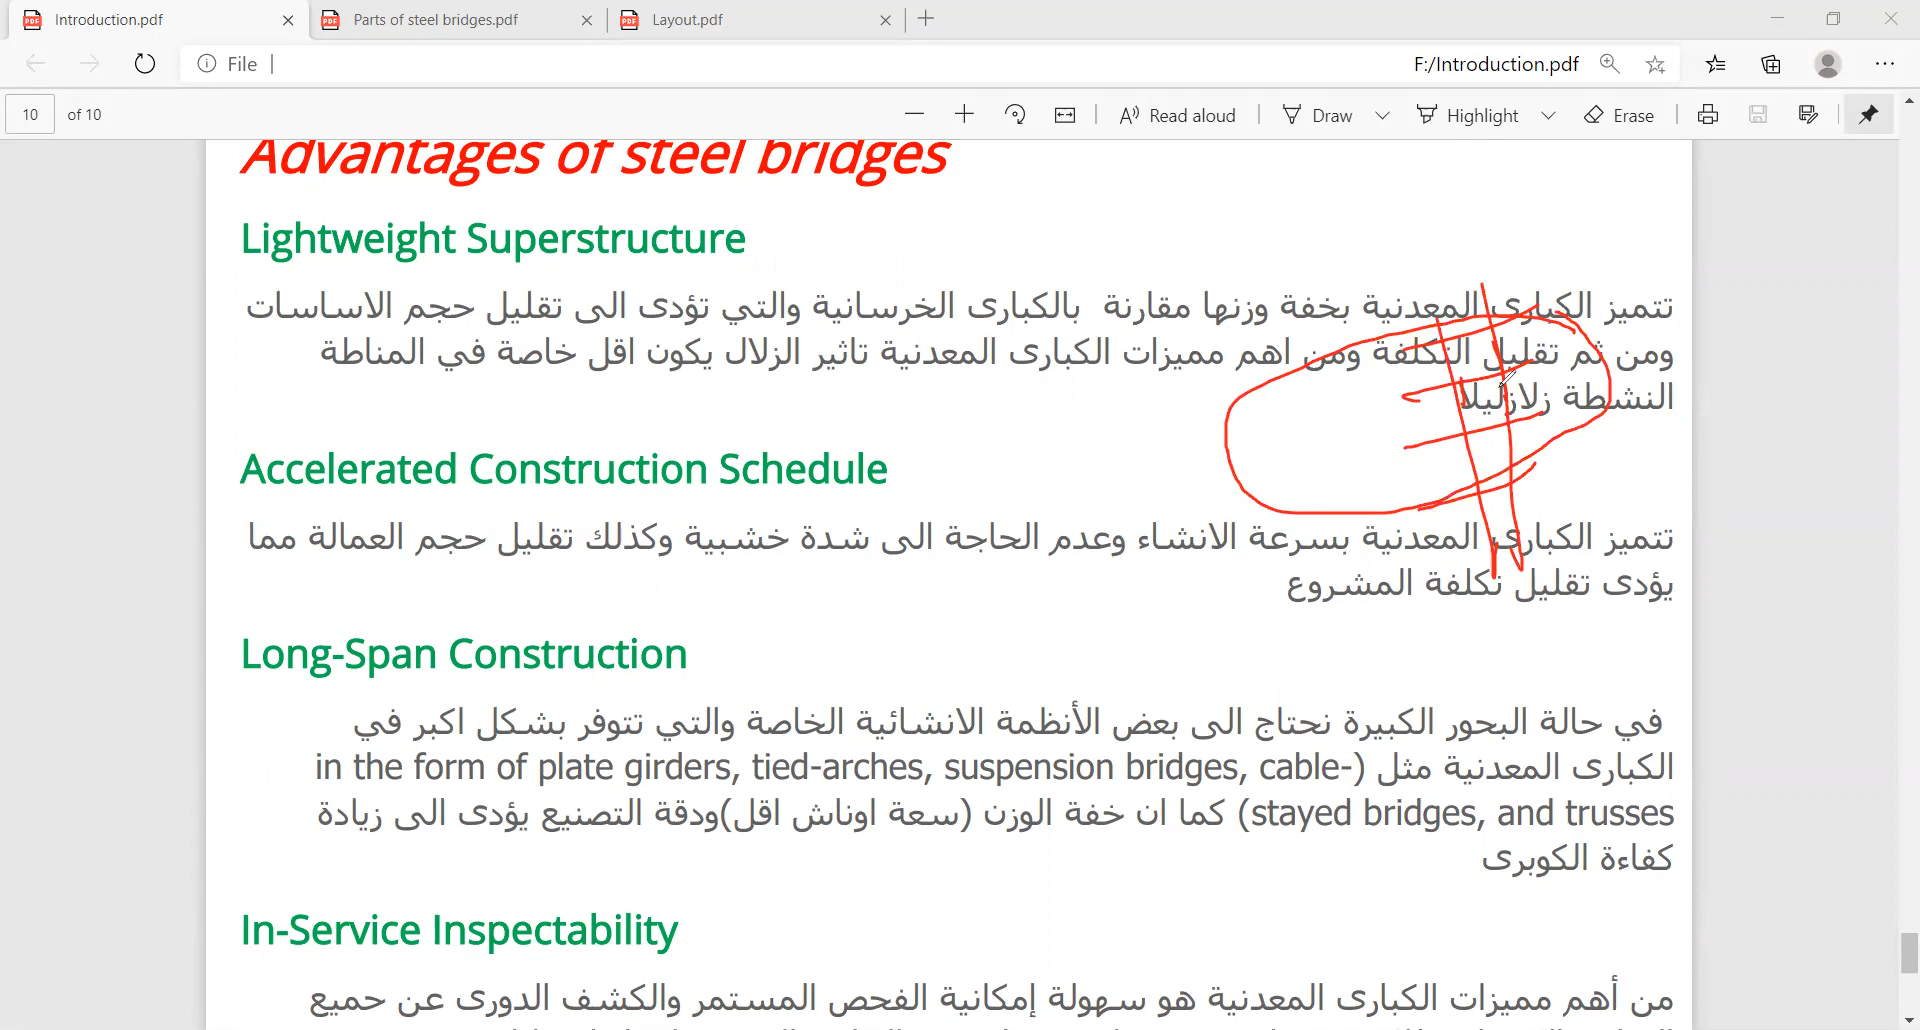 Introduction.pdf
Parts of steel bridges.pdf
Layout.pdf
File
F:/Introduction.pdf
10 of 10
Read aloud
Draw
Highlight
Erase
Advantages of steel bridges
Lightweight Superstructure
تتميز الكبارى المعدنية بخفة وزنها مقارنة بالكبارى الخرسانية والتي تؤدى الى تقليل حجم الاساسات
ومن ثم تقليل التكلفة ومن اهم مميزات الكبارى المعدنية تاثير الزلال يكون اقل خاصة في المناطة
النشطة زلازليلا
Accelerated Construction Schedule
تتميز الكبارى المعدنية بسرعة الانشاء وعدم الحاجة الى شدة خشبية وكذلك تقليل حجم العمالة مما
يؤدى تقليل تكلفة المشروع
Long-Span Construction
في حالة البحور الكبيرة نحتاج الى بعض الأنظمة الانشائية الخاصة والتي تتوفر بشكل اكبر في
الكبارى المعدنية مثل (in the form of plate girders, tied-arches, suspension bridges, cable-
stayed bridges, and trusses) كما ان خفة الوزن (سعة اوناش اقل)ودقة التصنيع يؤدى الى زيادة
كفاءة الكوبرى
In-Service Inspectability
من أهم مميزات الكبارى المعدنية هو سهولة إمكانية الفحص المستمر والكشف الدورى عن حميع